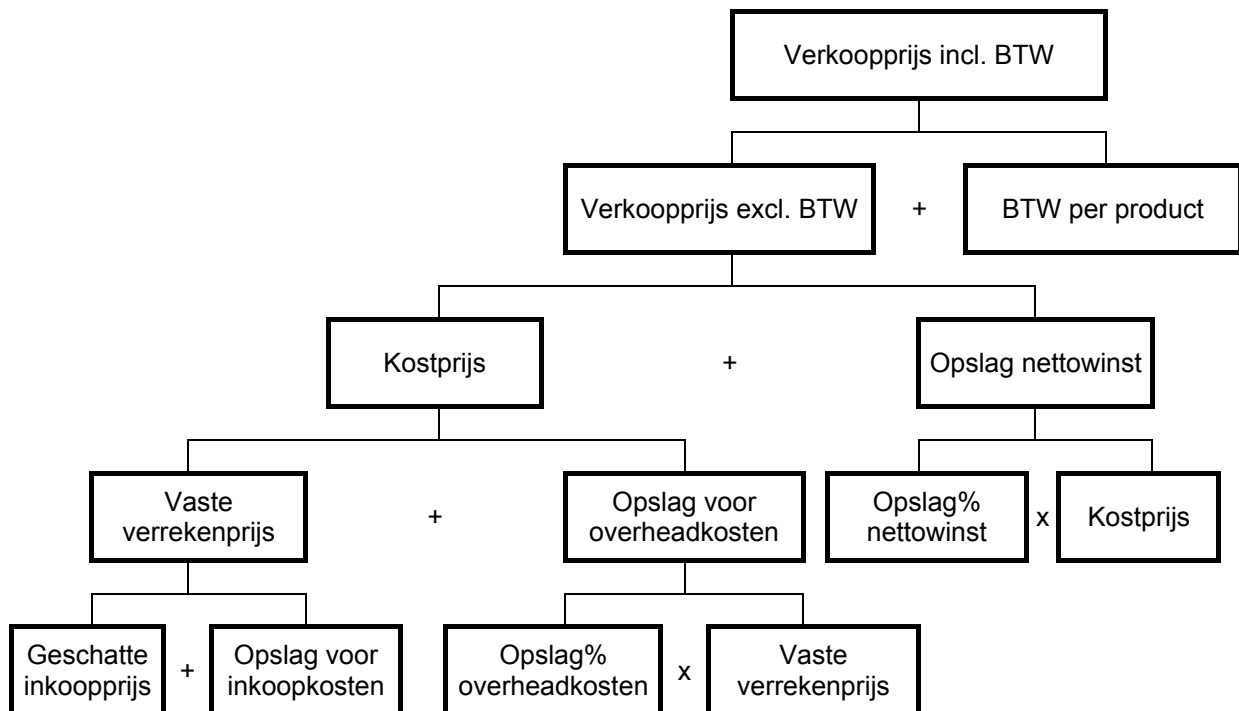 Verkoopprijs incl. BTW
Verkoopprijs excl. BTW + BTW per product
Kostprijs + Opslag nettowinst
Vaste
verrekenprijs
+
Opslag voor
overheadkosten
Opslag%
nettowinst
x
Kostprijs
Geschatte
inkoopprijs
+
Opslag voor
inkoopkosten
Opslag%
overheadkosten
x
Vaste
verrekenprijs